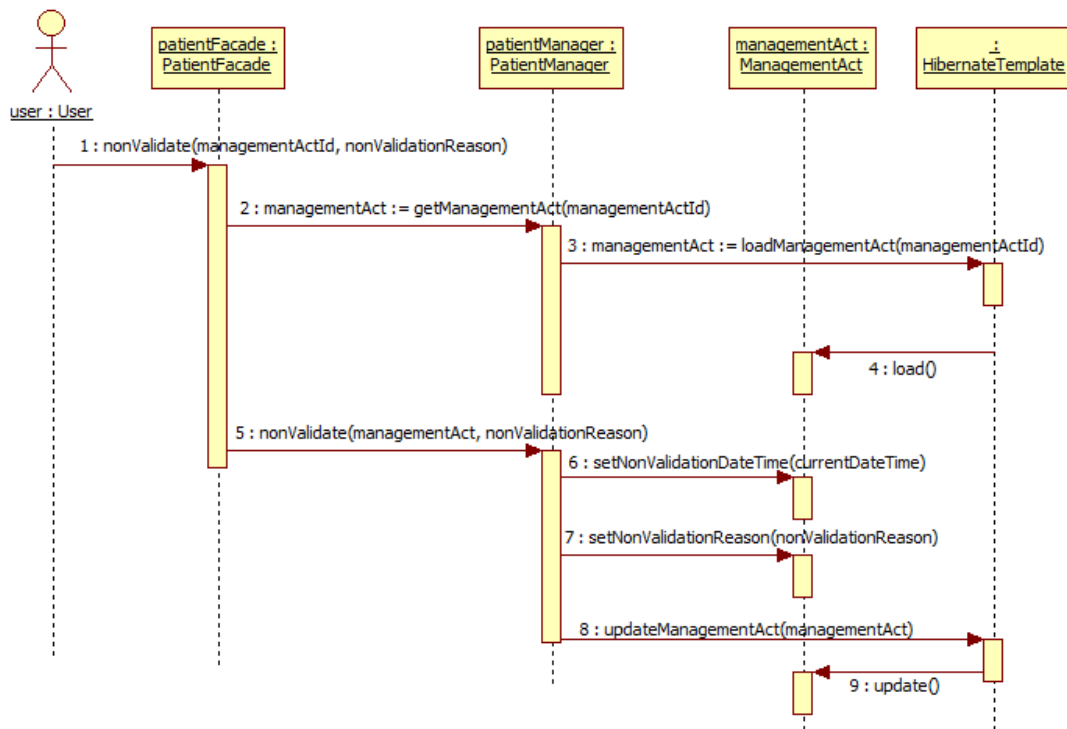 patientFacade :
PatientFacade
patientManager :
PatientManager
managementAct :
ManagementAct
:
HibernateTemplate
user : User
1 : nonValidate(managementActId, nonValidationReason)
2 : managementAct := getManagementAct(managementActId)
3 : managementAct := loadManagementAct(managementActId)
4 : load()
5 : nonValidate(managementAct, nonValidationReason)
6 : setNonValidationDateTime(currentDateTime)
7 : setNonValidationReason(nonValidationReason)
8 : updateManagementAct(managementAct)
9 : update()